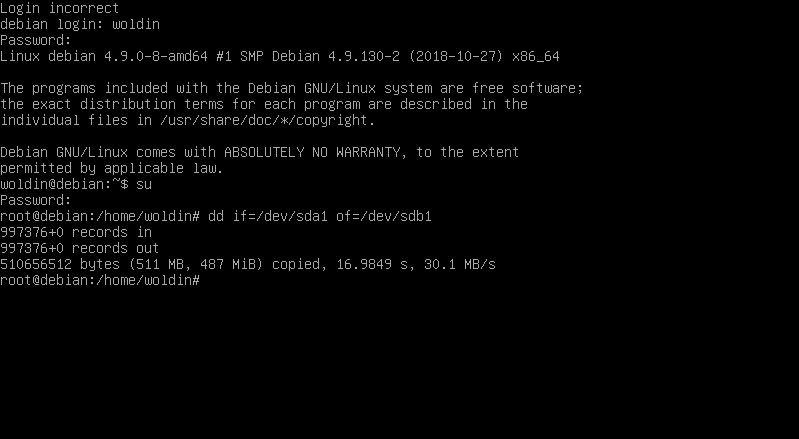 Login incorrect
debian login: woldin
Password:
Linux debian 4.9.0-8-amd64 #1 SMP Debian 4.9.130-2 (2018-10-27) x86_64
The programs included with the Debian GNU/Linux system are free software;
the exact distribution terms for each program are described in the
individual files in /usr/share/doc/*/copyright.
Debian GNU/Linux comes with ABSOLUTELY NO WARRANTY, to the extent
permitted by applicable law.
woldin@debian:~$ su
Password:
root@debian:/home/woldin# dd if=/dev/sda1 of=/dev/sdb1
997376+0 records in
997376+0 records out
510656512 bytes (511 MB, 487 MiB) copied, 16.9849 s, 30.1 MB/s
root@debian:/home/woldin#